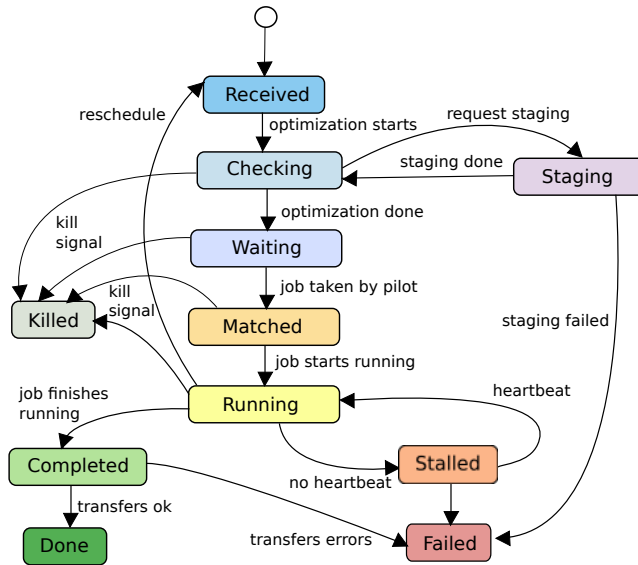 Received
reschedule
request staging
optimization starts
staging done
Checking
Staging
optimization done
kill
signal
Waiting
job taken by pilot
kill
signal
Killed
Matched
staging failed
job starts running
heartbeat
job finishes
running
Running
Completed
Stalled
no heartbeat
transfers ok
transfers errors
Done
Failed